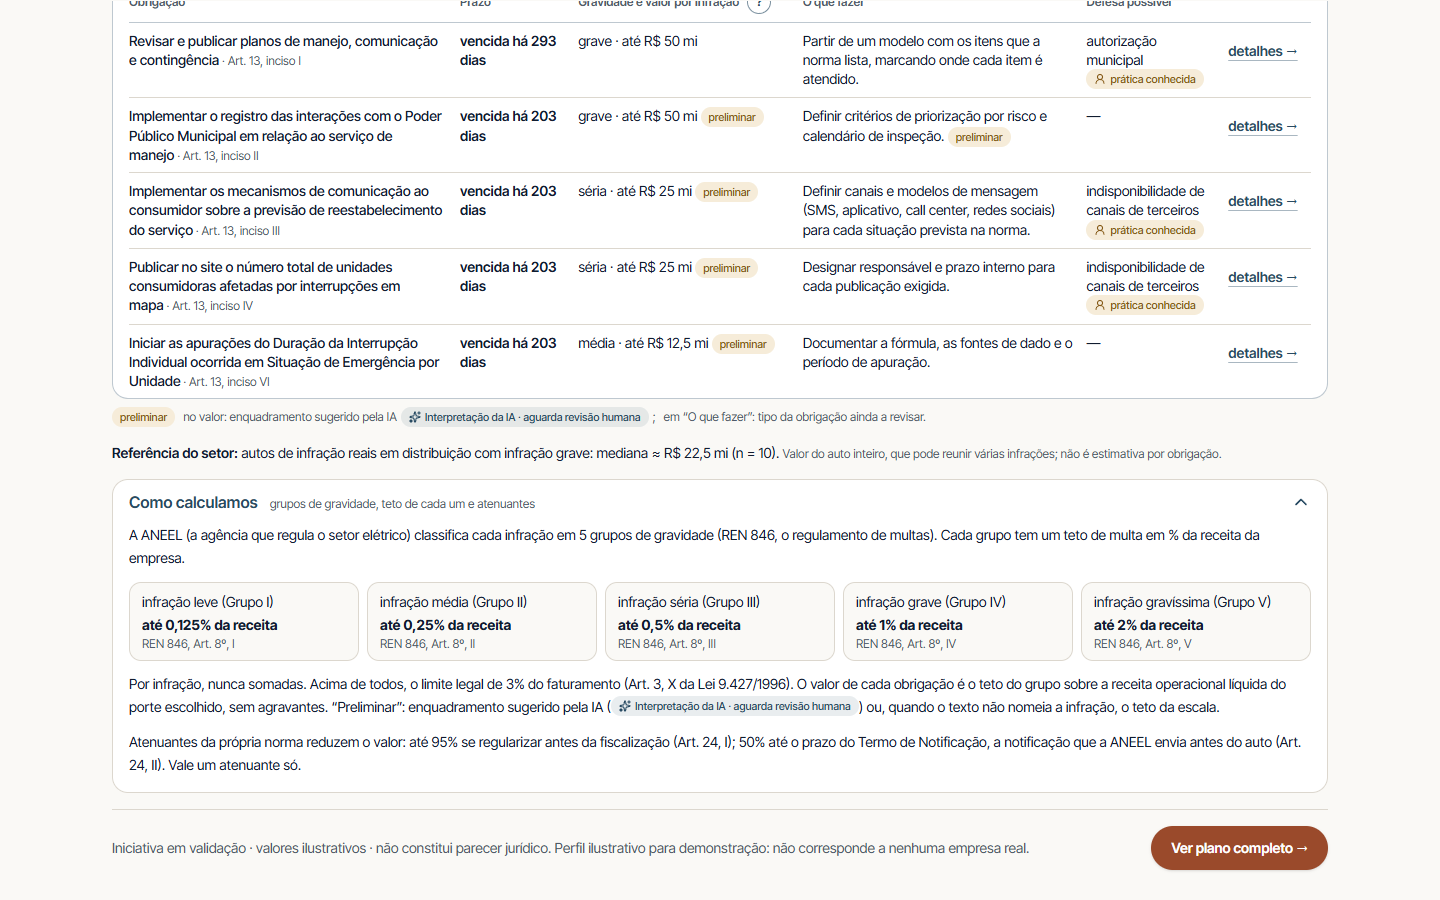 Obrigação Prazo Gravidade e valor por infração ? O que fazer Defesa possível
Revisar e publicar planos de manejo, comunicação
e contingência · Art. 13, inciso I
vencida há 293
dias
grave · até R$ 50 mi
Partir de um modelo com os itens que a
norma lista, marcando onde cada item é
atendido.
autorização
municipal
prática conhecida
detalhes →
Implementar o registro das interações com o Poder
Público Municipal em relação ao serviço de
manejo · Art. 13, inciso II
vencida há 203
dias
grave · até R$ 50 mi preliminar
Definir critérios de priorização por risco e
calendário de inspeção. preliminar
—
detalhes →
Implementar os mecanismos de comunicação ao
consumidor sobre a previsão de reestabelecimento
do serviço · Art. 13, inciso III
vencida há 203
dias
séria · até R$ 25 mi preliminar
Definir canais e modelos de mensagem
(SMS, aplicativo, call center, redes sociais)
para cada situação prevista na norma.
indisponibilidade de
canais de terceiros
prática conhecida
detalhes →
Publicar no site o número total de unidades
consumidoras afetadas por interrupções em
mapa · Art. 13, inciso IV
vencida há 203
dias
séria · até R$ 25 mi preliminar
Designar responsável e prazo interno para
cada publicação exigida.
indisponibilidade de
canais de terceiros
prática conhecida
detalhes →
Iniciar as apurações do Duração da Interrupção
Individual ocorrida em Situação de Emergência por
Unidade · Art. 13, inciso VI
vencida há 203
dias
média · até R$ 12,5 mi preliminar
Documentar a fórmula, as fontes de dado e o
período de apuração.
—
detalhes →
preliminar no valor: enquadramento sugerido pela IA Interpretação da IA · aguarda revisão humana ; em “O que fazer”: tipo da obrigação ainda a revisar.
Referência do setor: autos de infração reais em distribuição com infração grave: mediana ≈ R$ 22,5 mi (n = 10). Valor do auto inteiro, que pode reunir várias infrações; não é estimativa por obrigação.
Como calculamos grupos de gravidade, teto de cada um e atenuantes
A ANEEL (a agência que regula o setor elétrico) classifica cada infração em 5 grupos de gravidade (REN 846, o regulamento de multas). Cada grupo tem um teto de multa em % da receita da
empresa.
infração leve (Grupo I)
até 0,125% da receita
REN 846, Art. 8º, I
infração média (Grupo II)
até 0,25% da receita
REN 846, Art. 8º, II
infração séria (Grupo III)
até 0,5% da receita
REN 846, Art. 8º, III
infração grave (Grupo IV)
até 1% da receita
REN 846, Art. 8º, IV
infração gravíssima (Grupo V)
até 2% da receita
REN 846, Art. 8º, V
Por infração, nunca somadas. Acima de todos, o limite legal de 3% do faturamento (Art. 3, X da Lei 9.427/1996). O valor de cada obrigação é o teto do grupo sobre a receita operacional líquida do
porte escolhido, sem agravantes. “Preliminar”: enquadramento sugerido pela IA ( Interpretação da IA · aguarda revisão humana ) ou, quando o texto não nomeia a infração, o teto da escala.
Atenuantes da própria norma reduzem o valor: até 95% se regularizar antes da fiscalização (Art. 24, I); 50% até o prazo do Termo de Notificação, a notificação que a ANEEL envia antes do auto (Art.
24, II). Vale um atenuante só.
Iniciativa em validação · valores ilustrativos · não constitui parecer jurídico. Perfil ilustrativo para demonstração: não corresponde a nenhuma empresa real.
Ver plano completo →